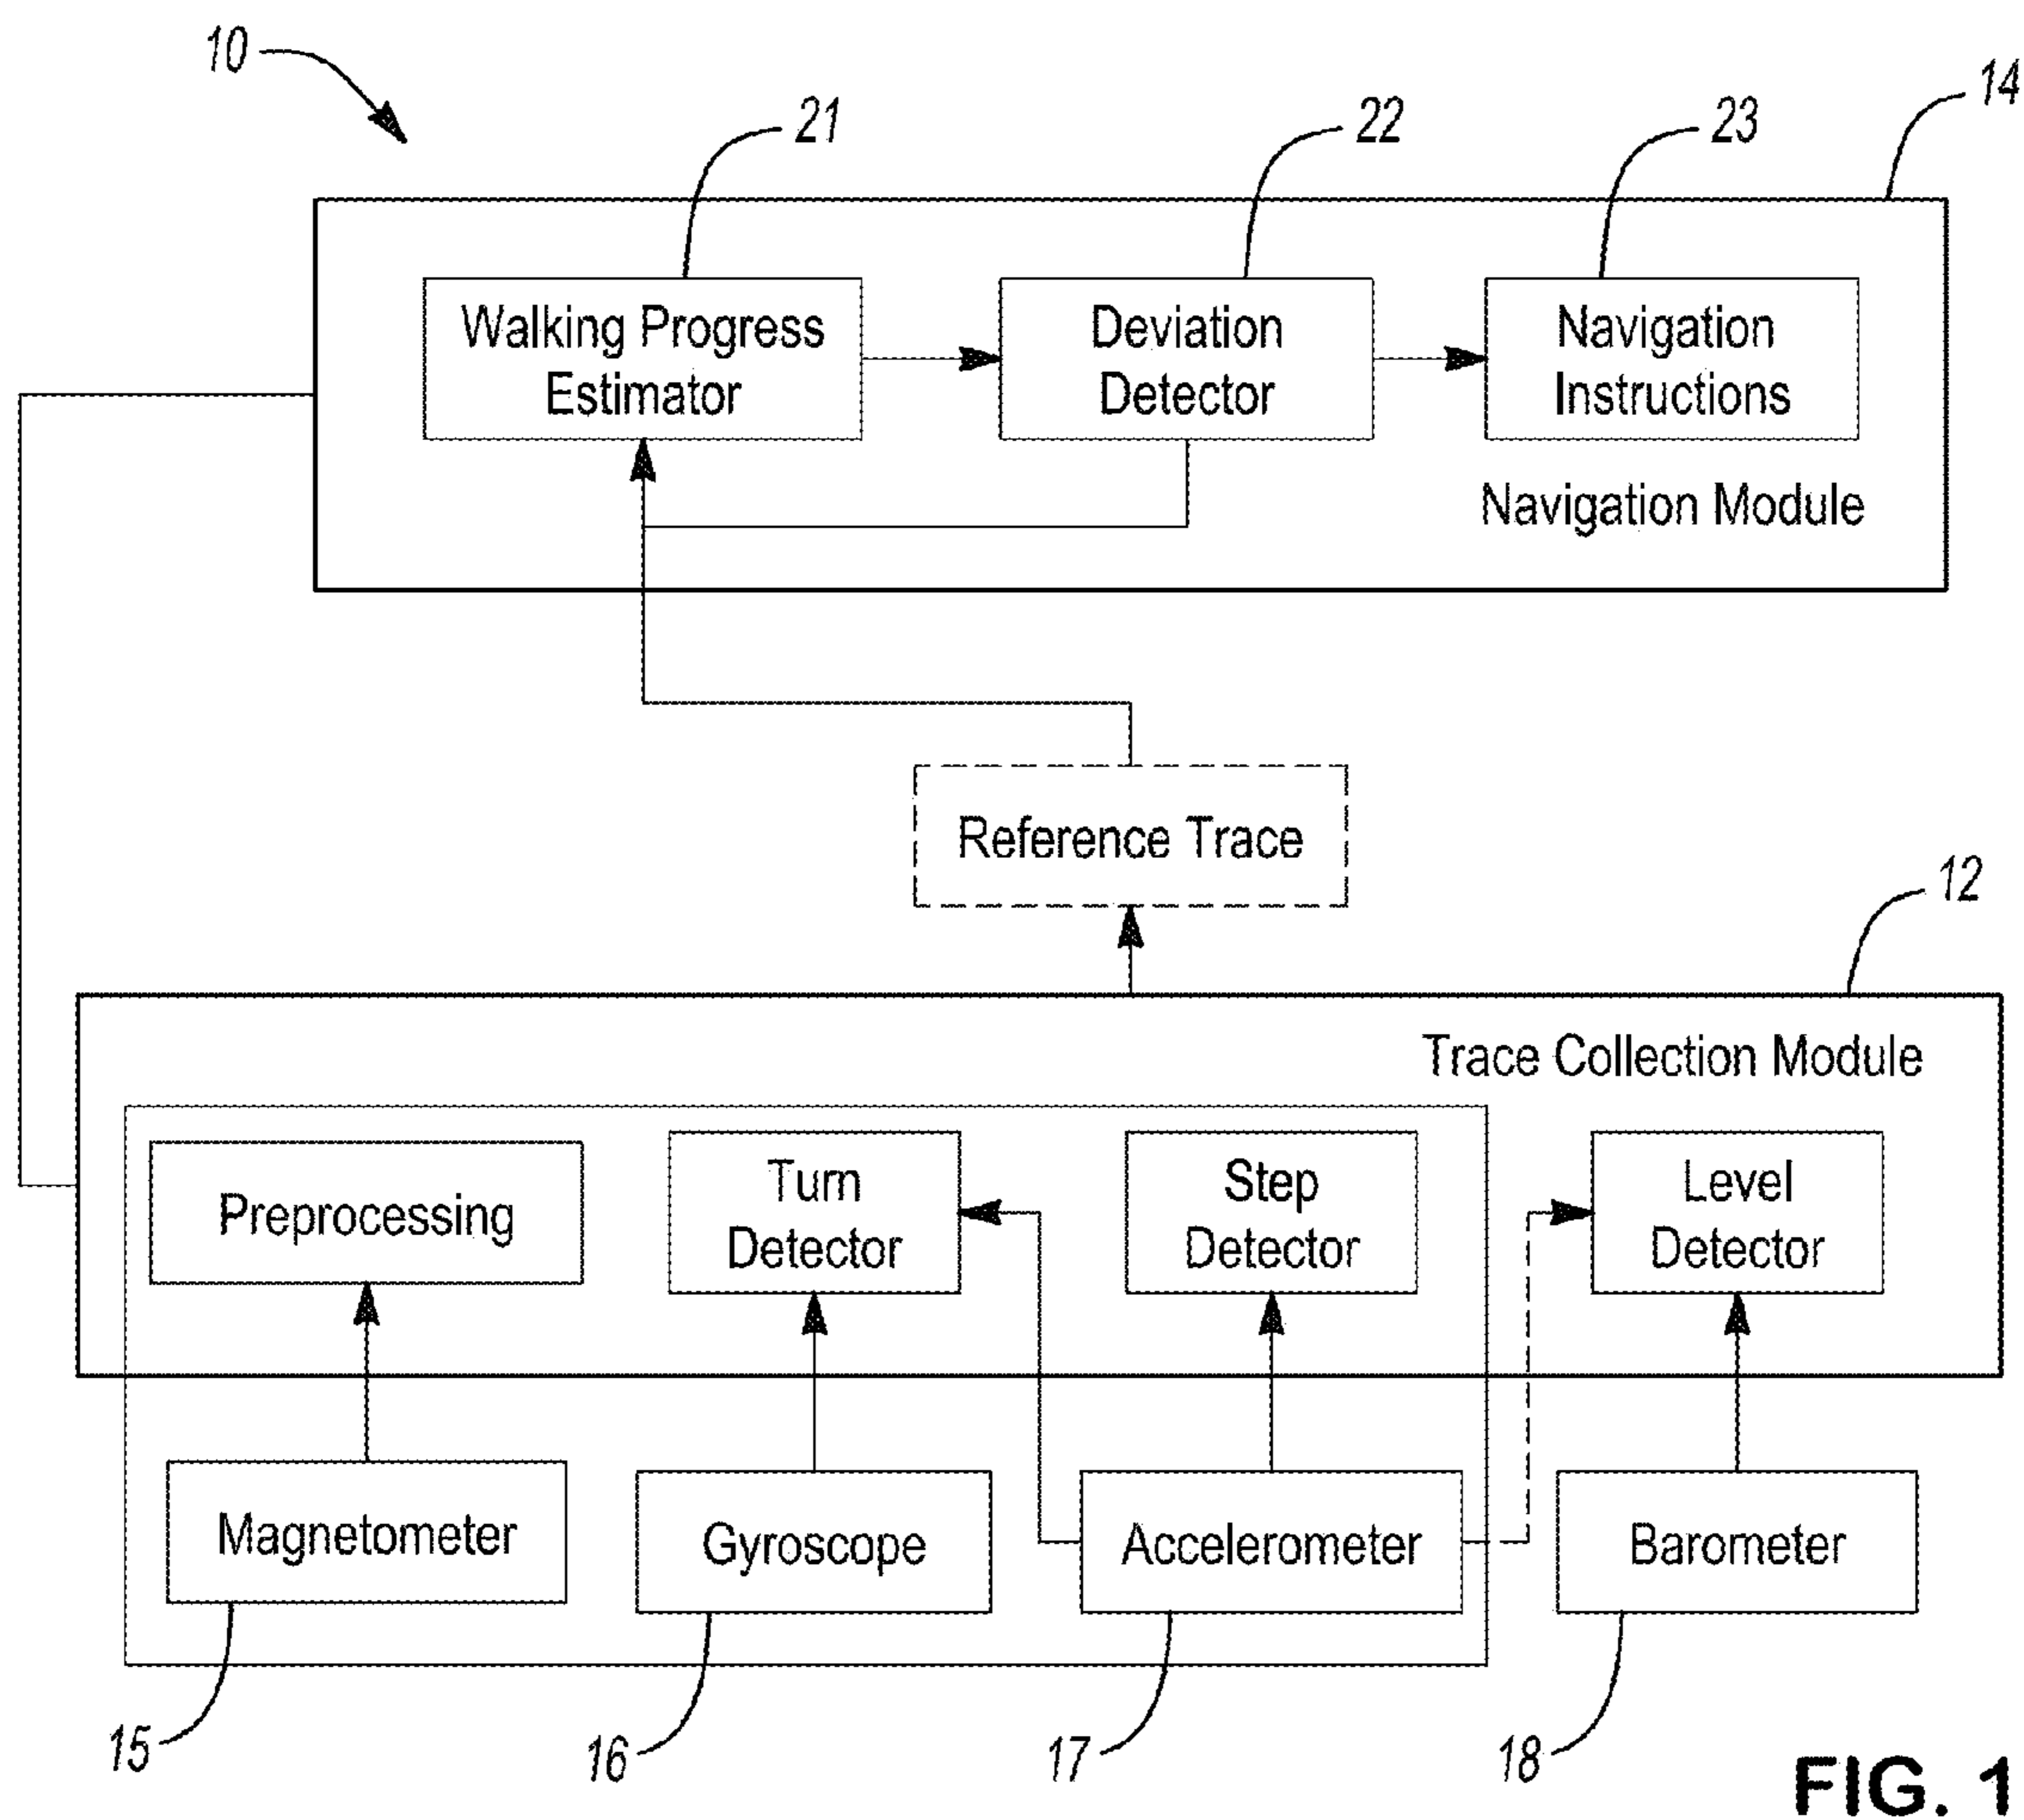 10
14
21
22
23
Walking Progress
Estimator
Deviation
Detector
Navigation
Instructions
Navigation Module
Reference Trace
12
Trace Collection Module
Preprocessing
Turn
Detector
Step
Detector
Level
Detector
Magnetometer
Gyroscope
Accelerometer
Barometer
15
16
17
18
FIG. 1